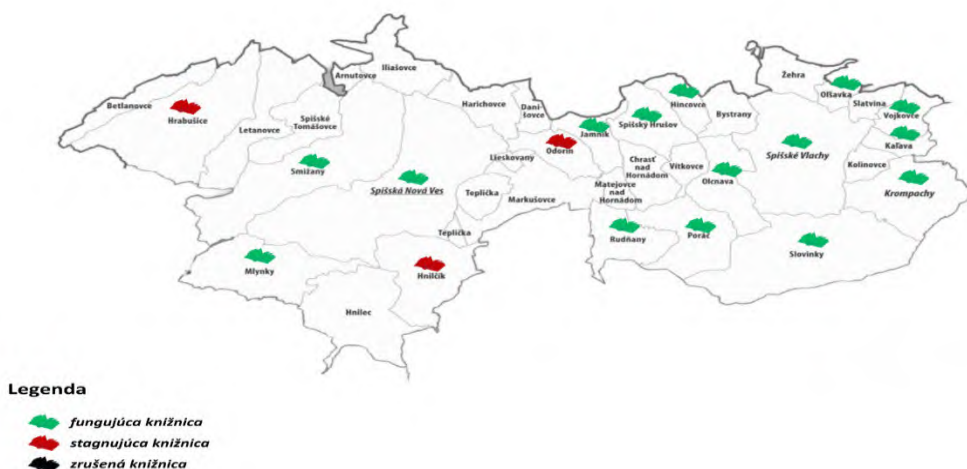 Iliašovce
Arnutovce
Žehra
Betlanovce
Hrabušice
Letanovce
Spišské
Tomášovce
Harichovce
Dani-
šovce
Jamník
Hincovce
Spišský Hrušov
Bystrany
Oľšavka
Slatvina
Vojkovce
Kaľava
Smižany
Spišská Nová Ves
Lieskovany
Odorín
Chrasť
nad
Hornádom
Vítkovce
Olcnava
Spišské Vlachy
Kolinovce
Krompachy
Teplička
Markušovce
Matejovce
nad
Hornádom
Teplička
Rudňany
Poráč
Slovinky
Mlynky
Hnilčík
Hnilec
Legenda
fungujúca knižnica
stagnujúca knižnica
zrušená knižnica